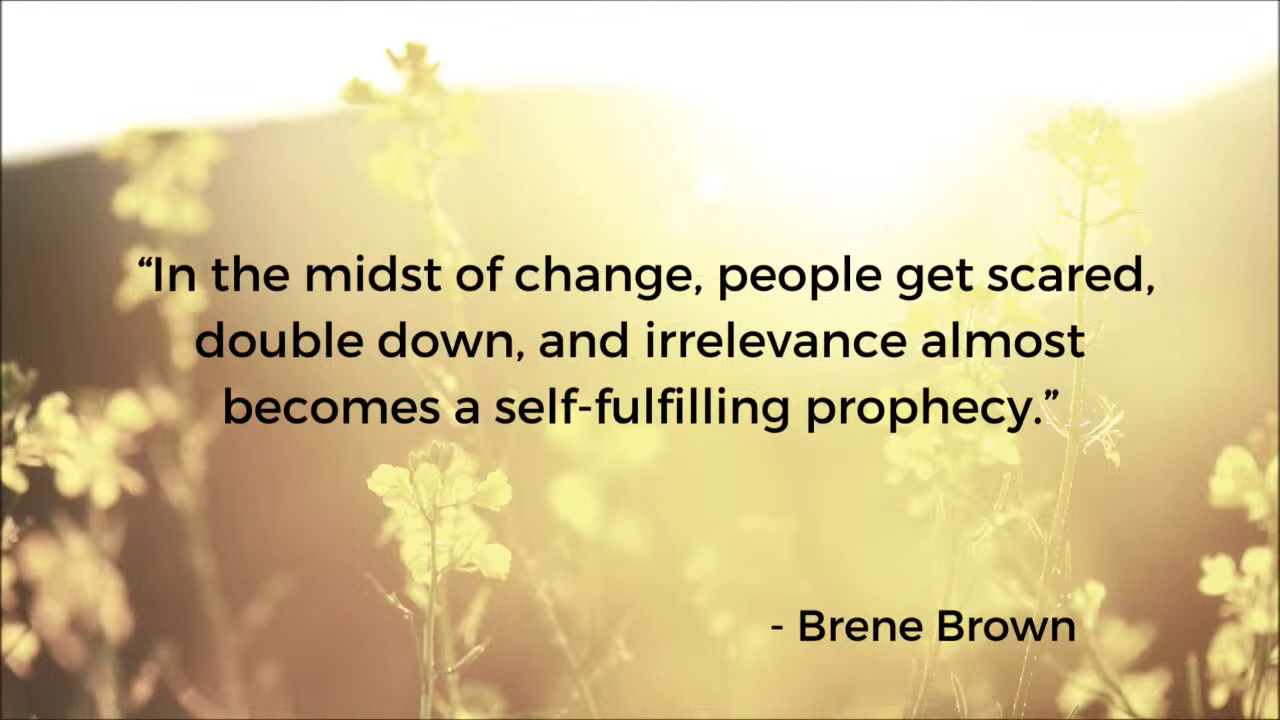 “In the midst of change, people get scared,
double down, and irrelevance almost
becomes a self-fulfilling prophecy.”
- Brene Brown